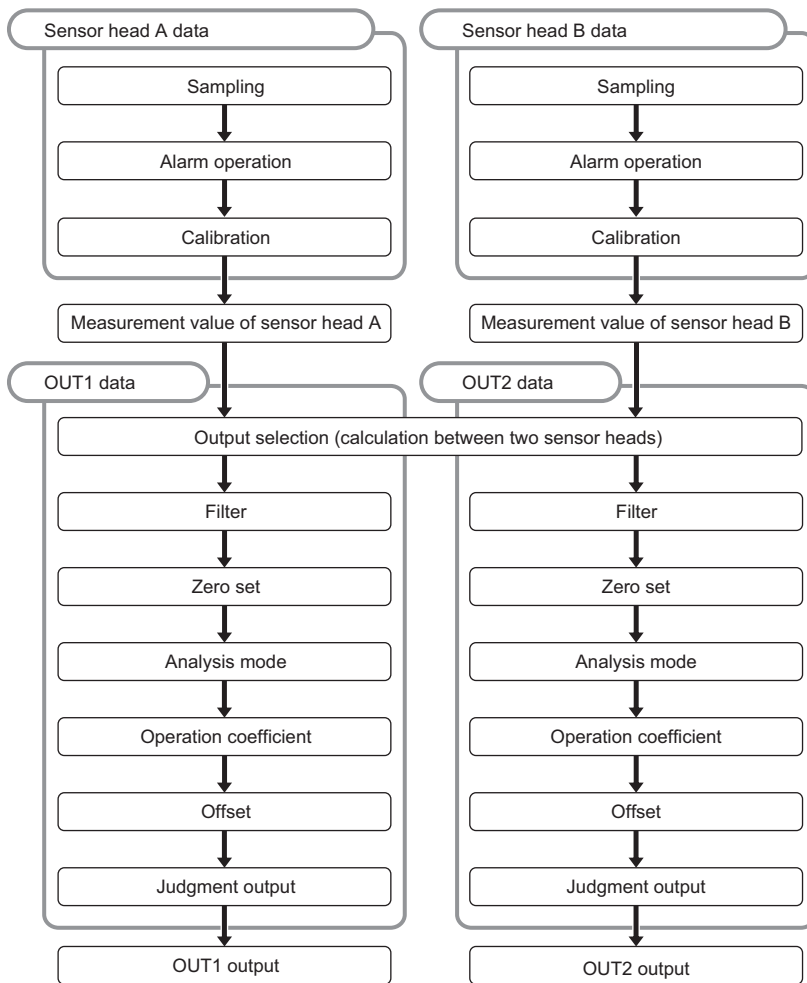 Sensor head A data
Sampling
Alarm operation
Calibration
Measurement value of sensor head A
Sensor head B data
Sampling
Alarm operation
Calibration
Measurement value of sensor head B
OUT1 data
OUT2 data
Output selection (calculation between two sensor heads)
Filter
Zero set
Analysis mode
Operation coefficient
Offset
Judgment output
OUT1 output
Filter
Zero set
Analysis mode
Operation coefficient
Offset
Judgment output
OUT2 output